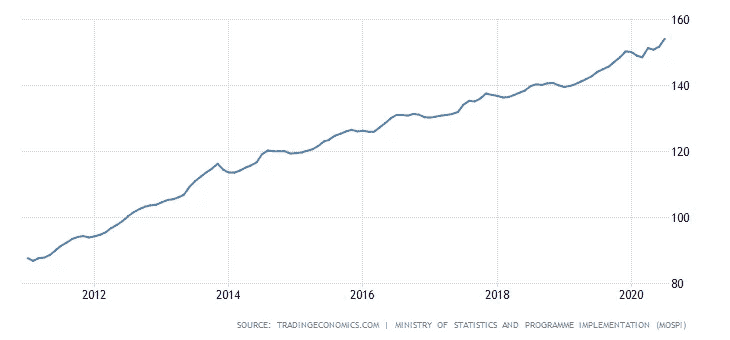 160
140
120
100
80
2012 2014 2016 2018 2020
SOURCE: TRADINGECONOMICS.COM | MINISTRY OF STATISTICS AND PROGRAMME IMPLEMENTATION (MOSPI)